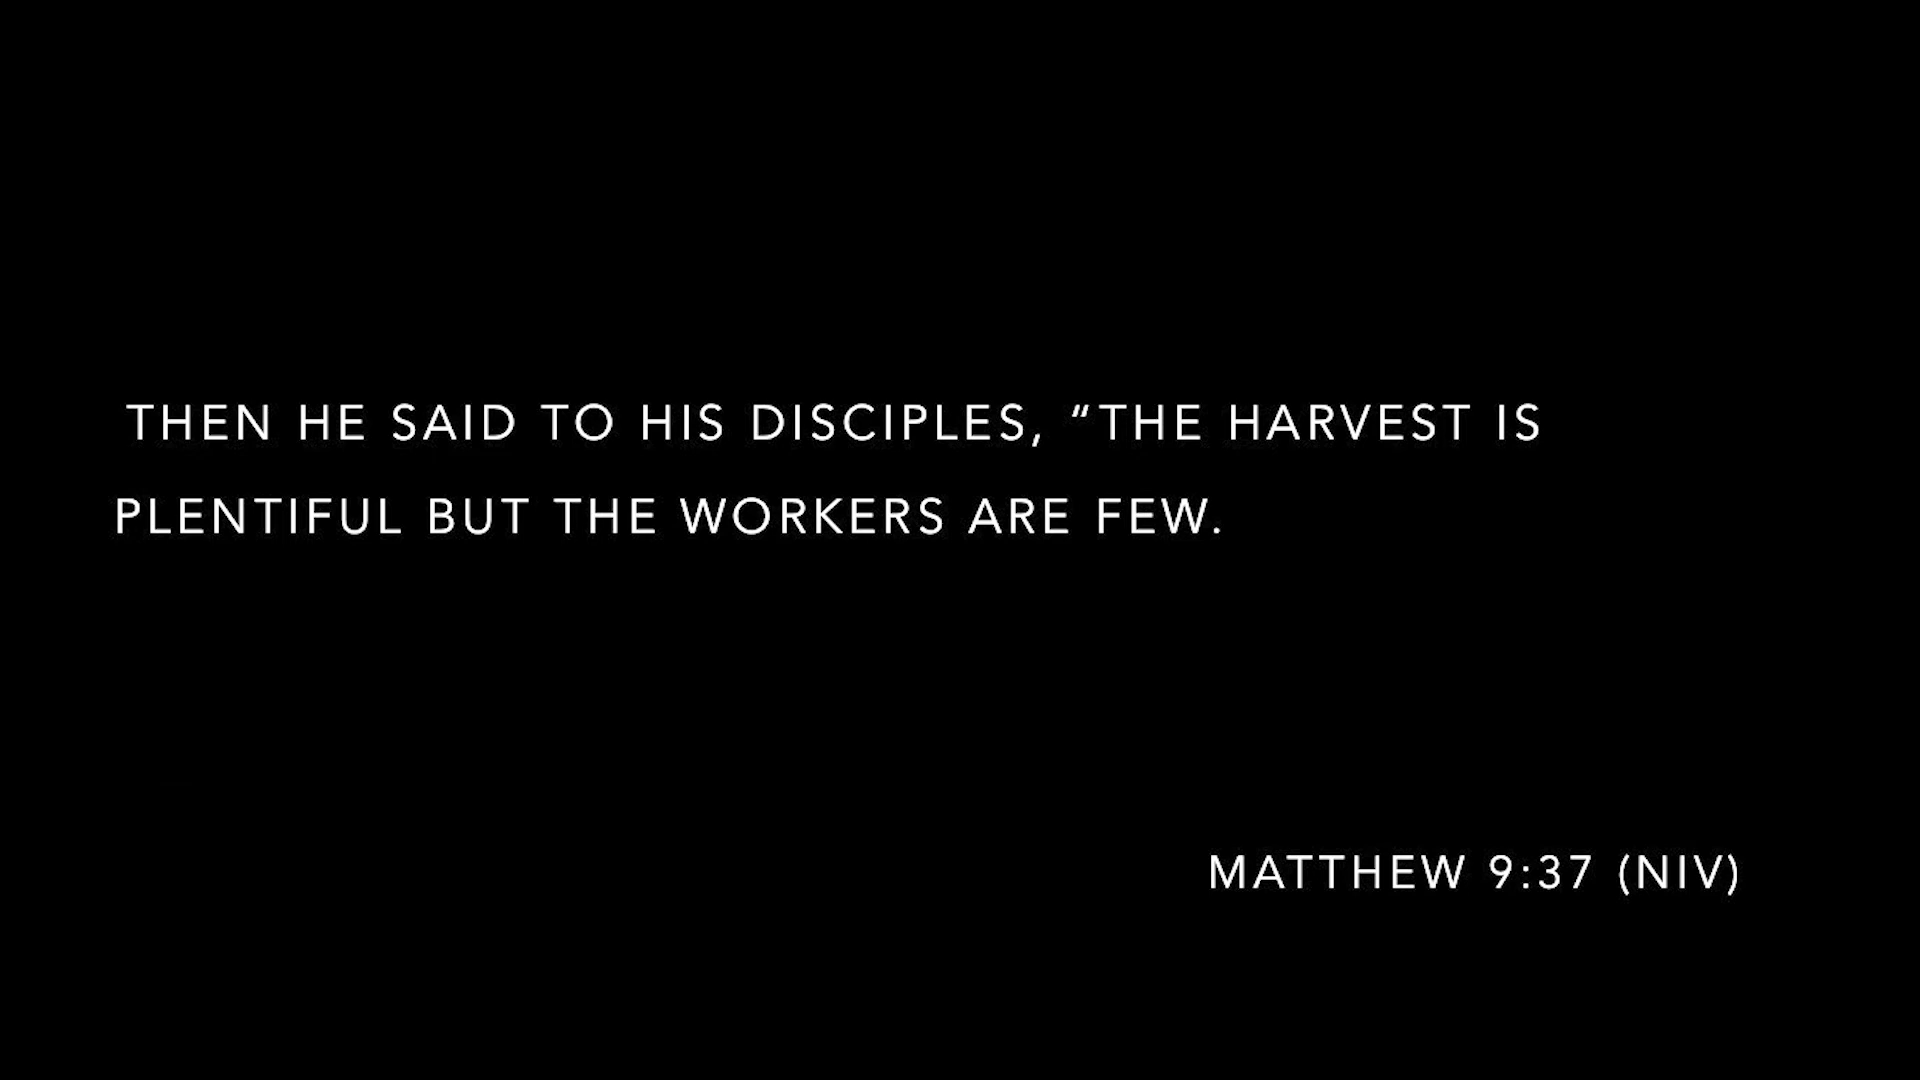 THEN HE SAID TO HIS DISCIPLES, “THE HARVEST IS
PLENTIFUL BUT THE WORKERS ARE FEW.
MATTHEW 9:37 (NIV)